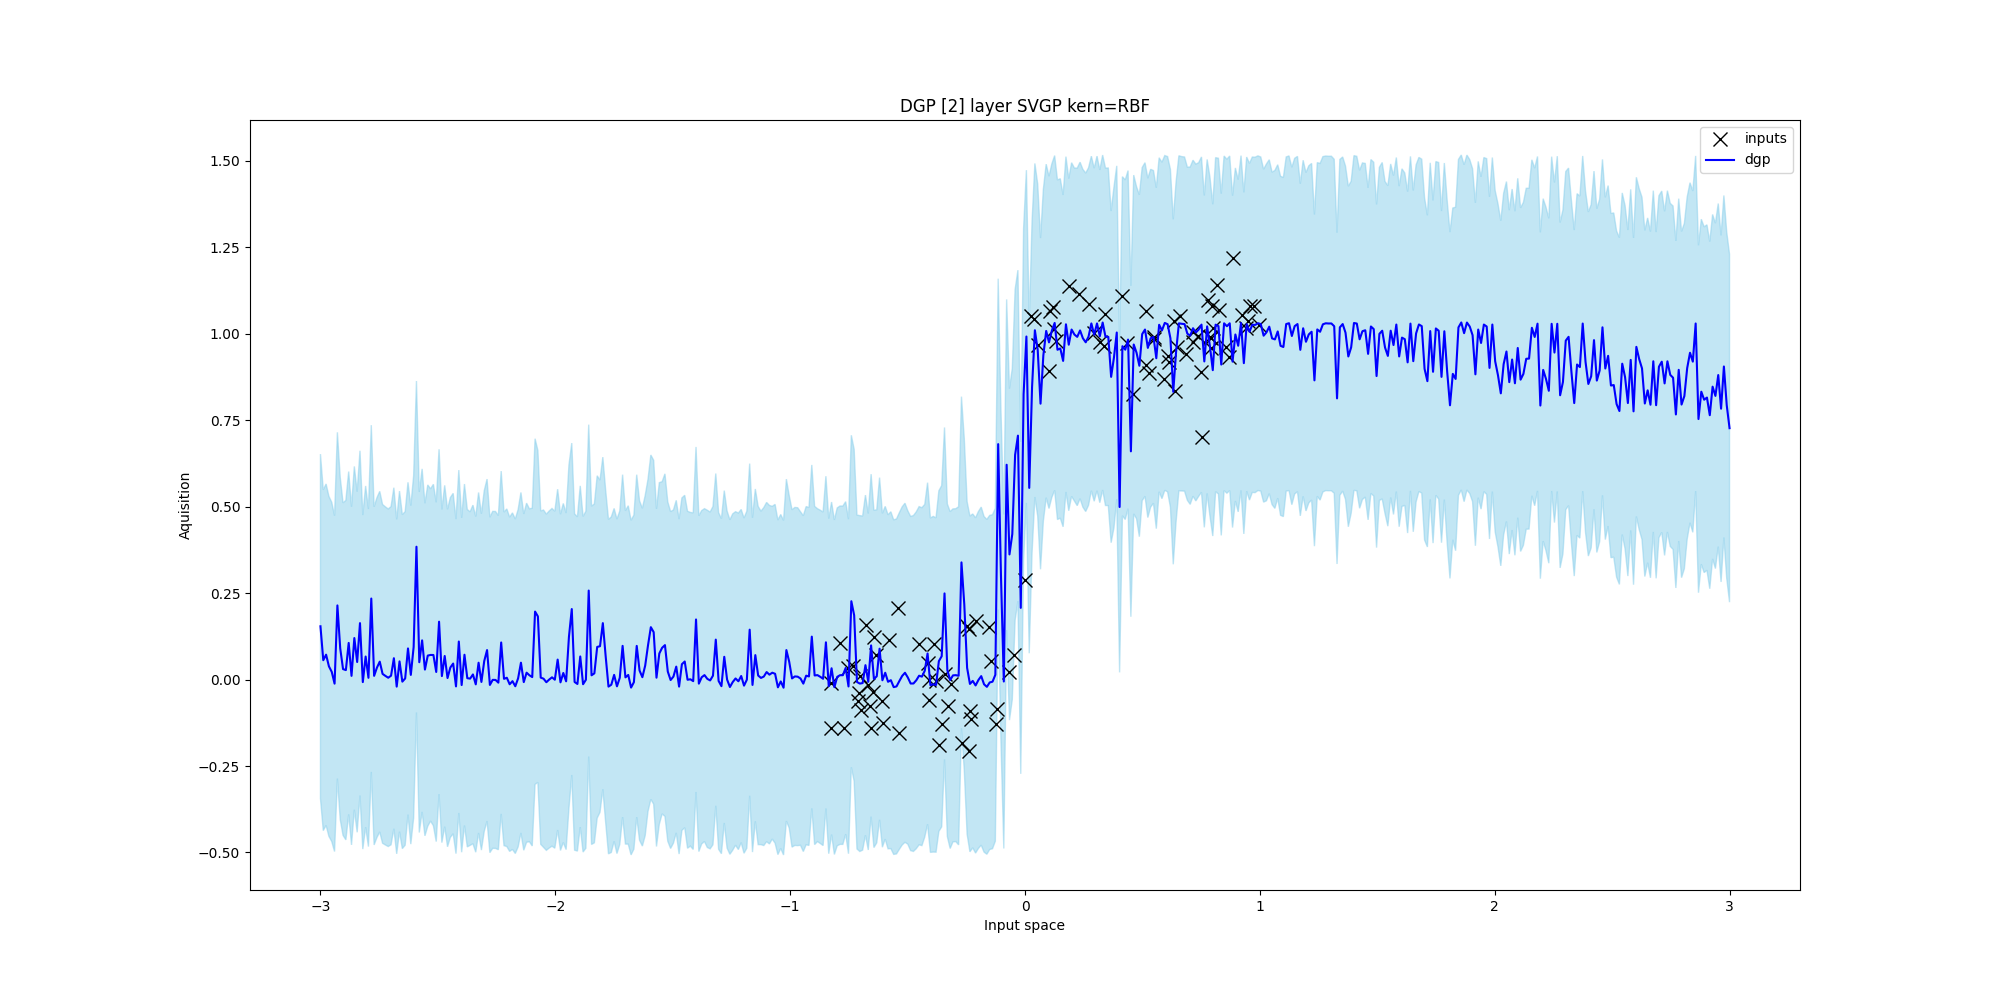 DGP [2] layer SVGP kern=RBF
inputs
dgp
1.50
1.25
1.00
0.75
0.50
0.25
0.00
−0.25
−0.50
Aquisition
−3 −2 −1 0 1 2 3
Input space